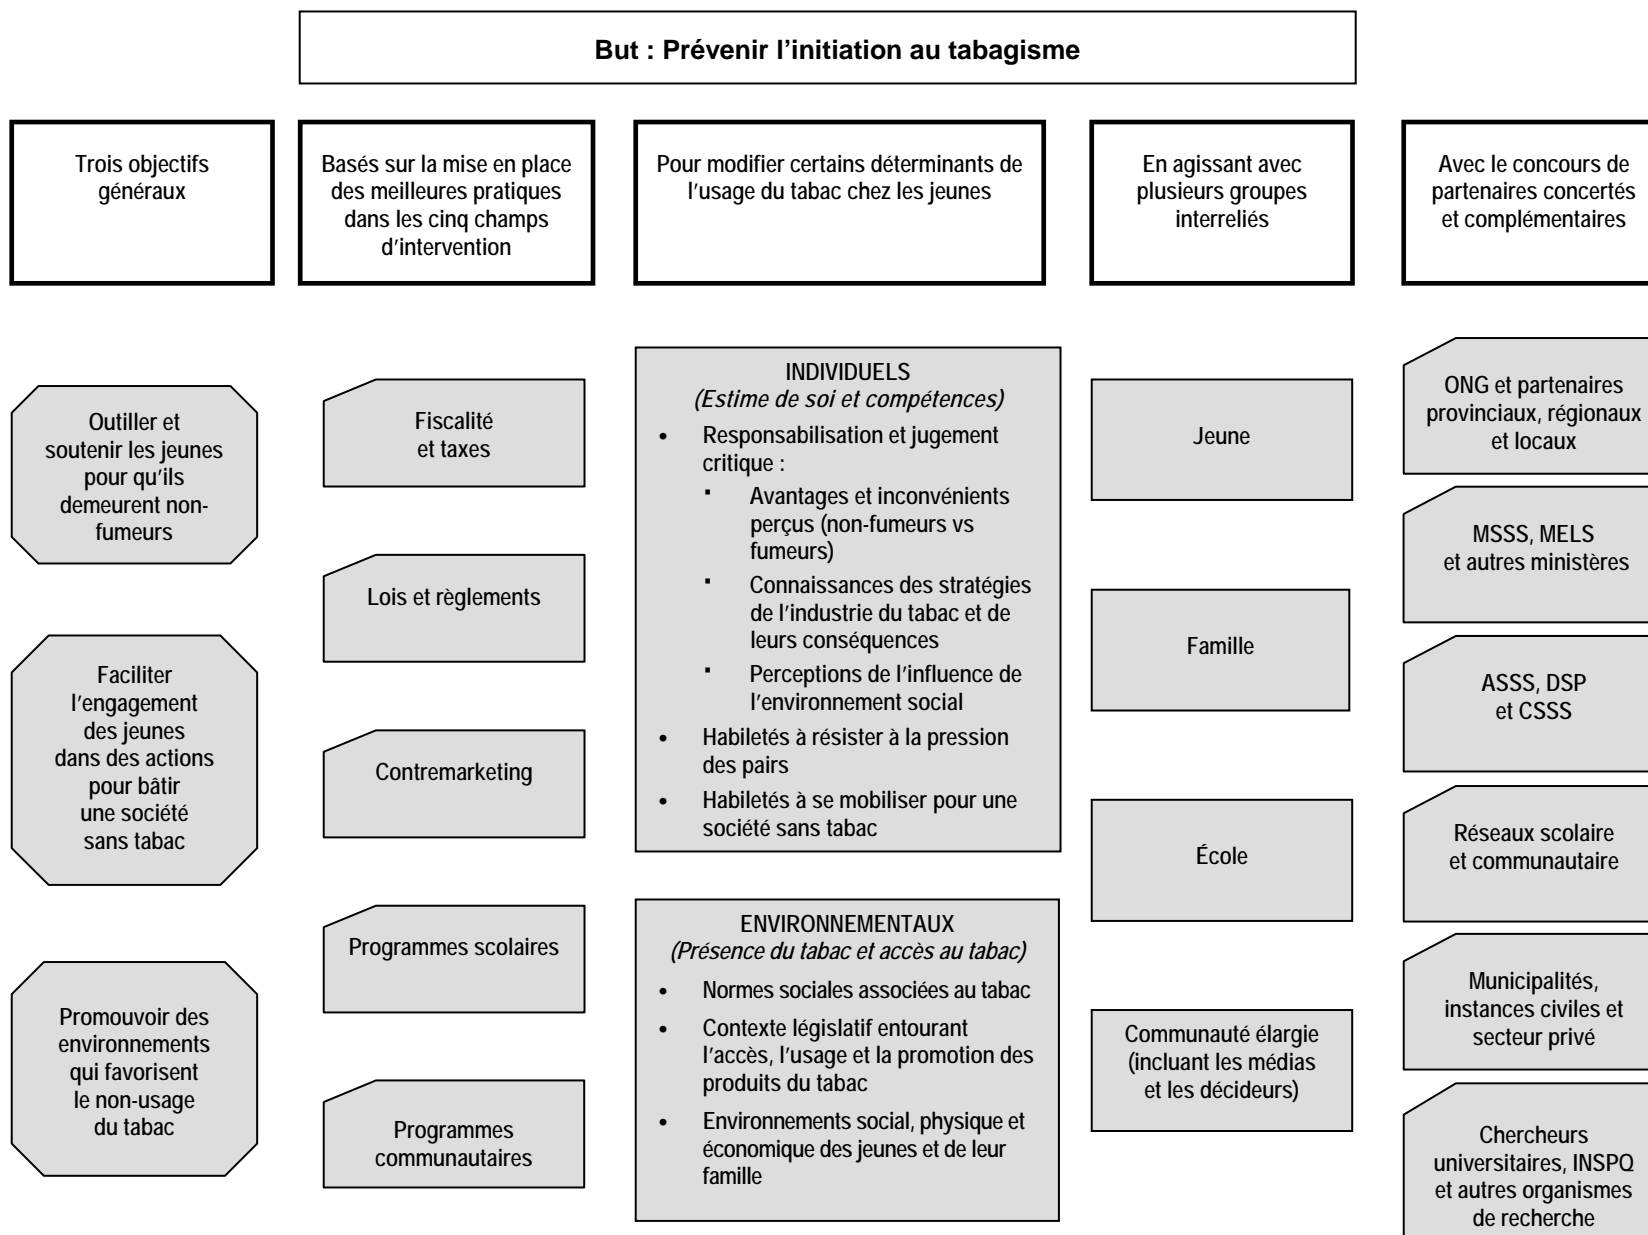 But : Prévenir l'initiation au tabagisme
Trois objectifs
généraux
Basés sur la mise en place
des meilleures pratiques
dans les cinq champs
d'intervention
Pour modifier certains déterminants de
l'usage du tabac chez les jeunes
En agissant avec
plusieurs groupes
interreliés
Avec le concours de
partenaires concertés
et complémentaires
Outiller et
soutenir les jeunes
pour qu'ils
demeurent non-
fumeurs
Faciliter
l'engagement
des jeunes
dans des actions
pour bâtir
une société
sans tabac
Promouvoir des
environnements
qui favorisent
le non-usage
du tabac
Fiscalité
et taxes
Lois et règlements
Contremarketing
Programmes scolaires
Programmes
communautaires
INDIVIDUELS
(Estime de soi et compétences)
• Responsabilisation et jugement
critique :
▪ Avantages et inconvénients
perçus (non-fumeurs vs
fumeurs)
▪ Connaissances des stratégies
de l'industrie du tabac et de
leurs conséquences
▪ Perceptions de l'influence de
l'environnement social
• Habiletés à résister à la pression
des pairs
• Habiletés à se mobiliser pour une
société sans tabac
ENVIRONNEMENTAUX
(Présence du tabac et accès au tabac)
• Normes sociales associées au tabac
• Contexte législatif entourant
l'accès, l'usage et la promotion des
produits du tabac
• Environnements social, physique et
économique des jeunes et de leur
famille
Jeune
Famille
École
Communauté élargie
(incluant les médias
et les décideurs)
ONG et partenaires
provinciaux, régionaux
et locaux
MSSS, MELS
et autres ministères
ASSS, DSP
et CSSS
Réseaux scolaire
et communautaire
Municipalités,
instances civiles et
secteur privé
Chercheurs
universitaires, INSPQ
et autres organismes
de recherche